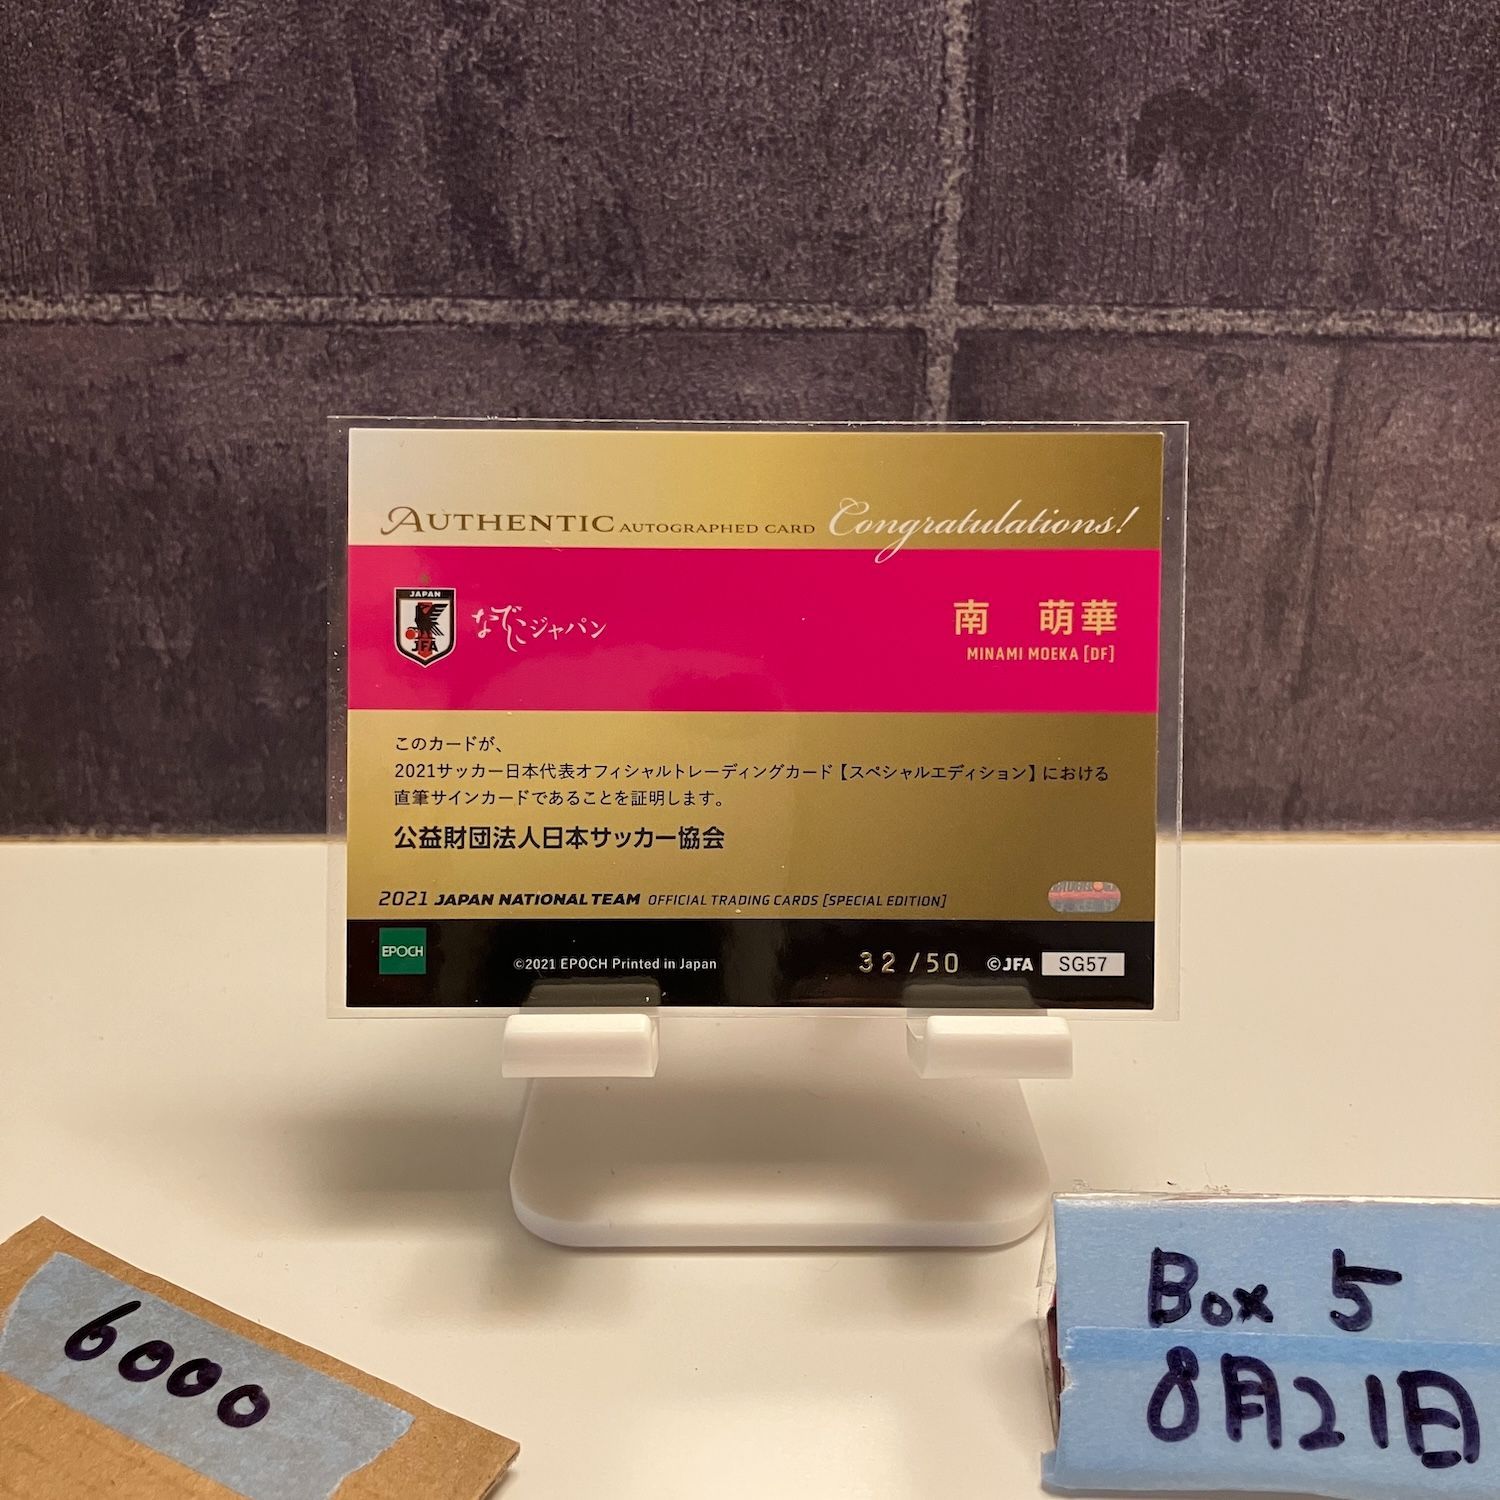 AUTHENTIC AUTOGRAPHED CARD Congratulations!
JAPAN
JFA
なでしこジャパン
南 萌華
MINAMI MOEKA [DF]
このカードが、
2021サッカー日本代表オフィシャルトレーディングカード【スペシャルエディション】における
直筆サインカードであることを証明します。
公益財団法人日本サッカー協会
2021 JAPAN NATIONAL TEAM OFFICIAL TRADING CARDS [SPECIAL EDITION]
EPOCH
©2021 EPOCH Printed in Japan
32/50
©JFA
SG57
6000
Box 5
8月21日